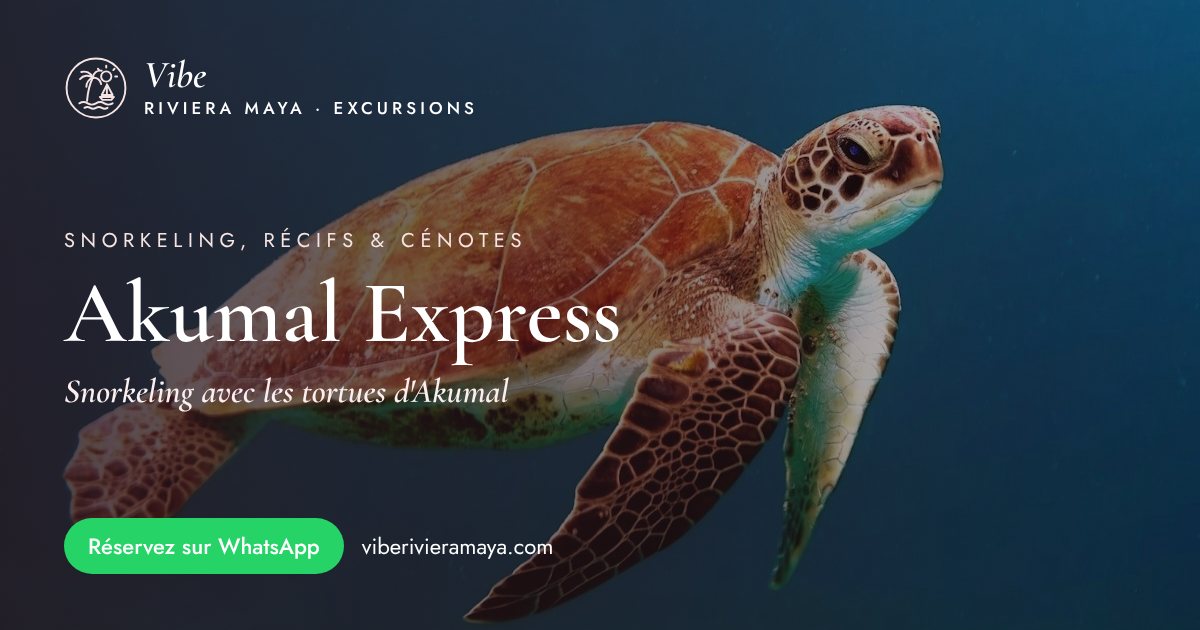 Vibe
RIVIERA MAYA · EXCURSIONS
SNORKELING, RÉCIFS & CÉNOTES
Akumal Express
Snorkeling avec les tortues d'Akumal
Réservez sur WhatsApp
viberivieramaya.com